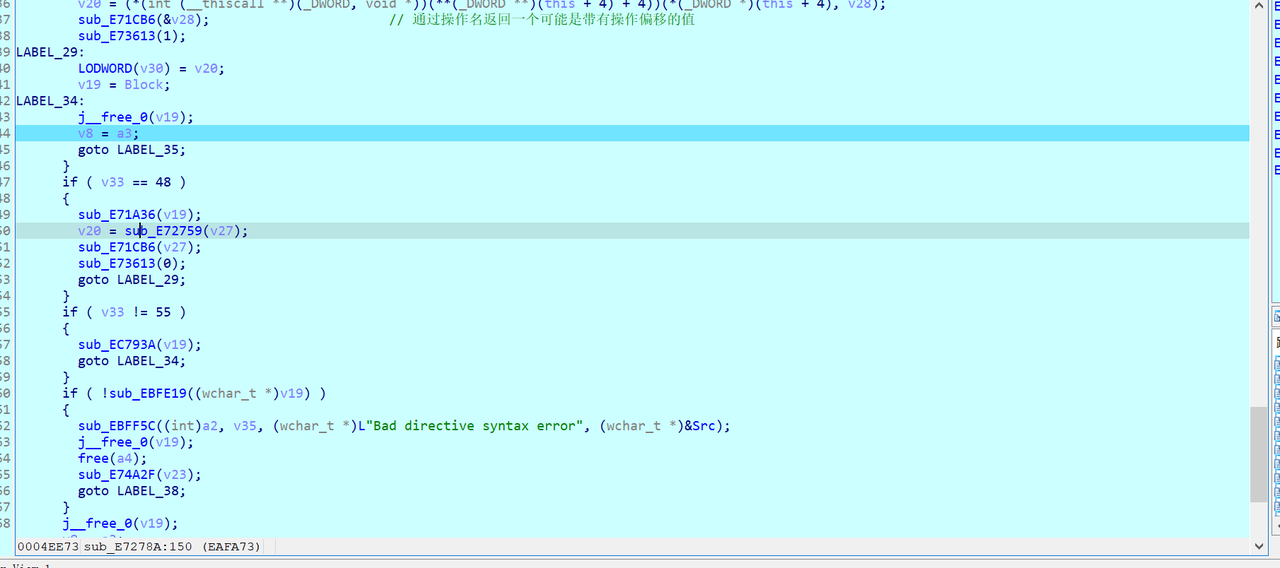 36 v20 = (*(int (__thiscall **)(_DWORD, void *))(**(_DWORD **)(this + 4) + 4))(*(_DWORD *)(this + 4), v28);
37 sub_E71CB6(&v28); // 通过操作名返回一个可能是带有操作偏移的值
38 sub_E73613(1);
39 LABEL_29:
40 LODWORD(v30) = v20;
41 v19 = Block;
42 LABEL_34:
43 j__free_0(v19);
44 v8 = a3;
45 goto LABEL_35;
46 }
47 if ( v33 == 48 )
48 {
49 sub_E71A36(v19);
50 v20 = sub_E72759(v27);
51 sub_E71CB6(v27);
52 sub_E73613(0);
53 goto LABEL_29;
54 }
55 if ( v33 != 55 )
56 {
57 sub_EC793A(v19);
58 goto LABEL_34;
59 }
60 if ( !sub_EBFE19((wchar_t *)v19) )
61 {
62 sub_EBFF5C((int)a2, v35, (wchar_t *)L"Bad directive syntax error", (wchar_t *)&Src);
63 j__free_0(v19);
64 free(a4);
65 sub_E74A2F(v23);
66 goto LABEL_38;
67 }
68 j__free_0(v19);
0004EE73 sub_E7278A:150 (EAFA73)